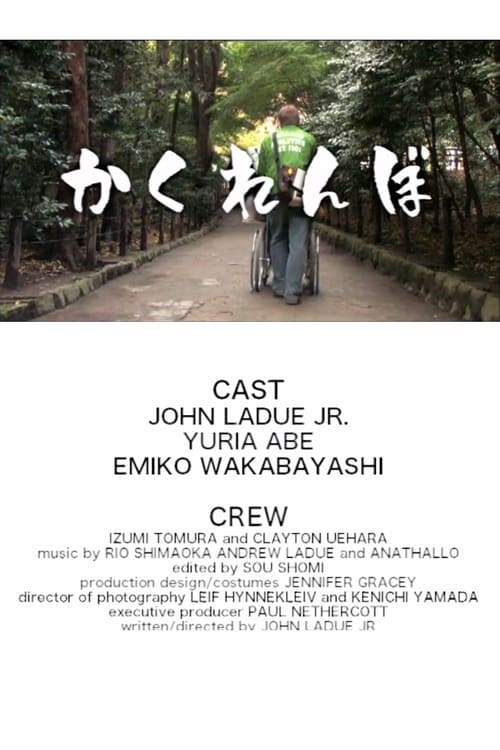 かくれんぼ
CAST
JOHN LADUE JR.
YURIA ABE
EMIKO WAKABAYASHI
CREW
IZUMI TOMURA and CLAYTON UEHARA
music by RIO SHIMAOKA ANDREW LADUE and ANATHALLO
edited by SOU SHOMI
production design/costumes JENNIFER GRACEY
director of photography LEIF HYNNEKLEIV and KENICHI YAMADA
executive producer PAUL NETHERCOTT
written/directed by JOHN LADUE JR